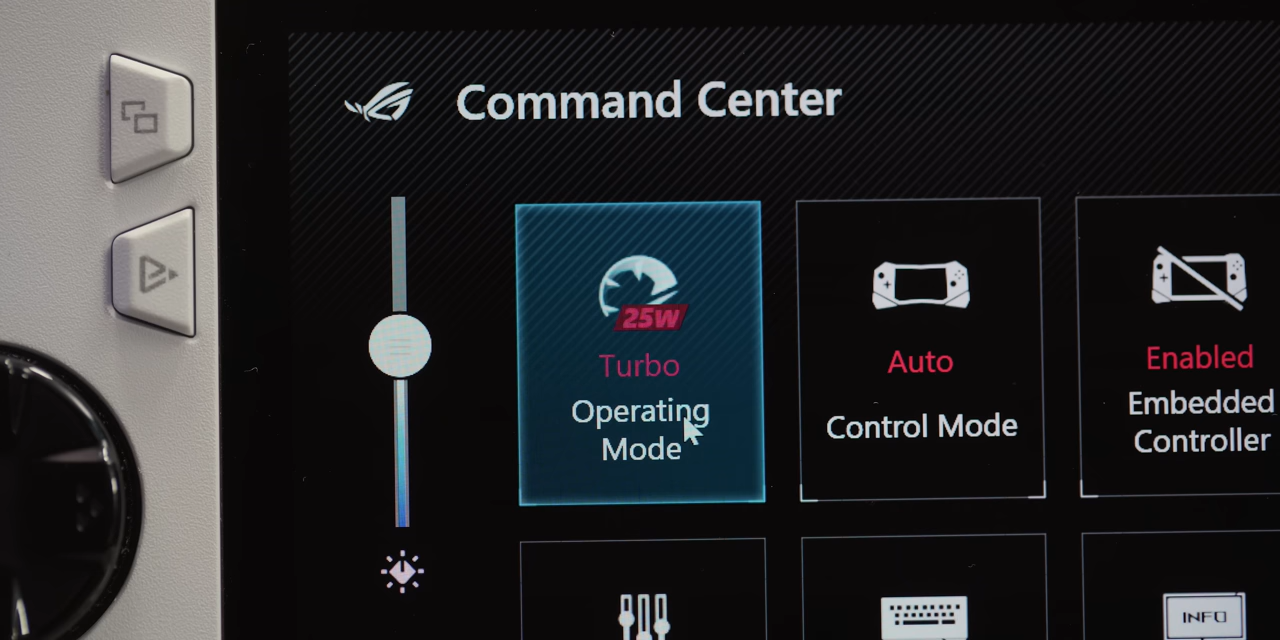 Command Center
25W
Turbo
Operating
Mode
Auto
Control Mode
Enabled
Embedded
Controller
INFO